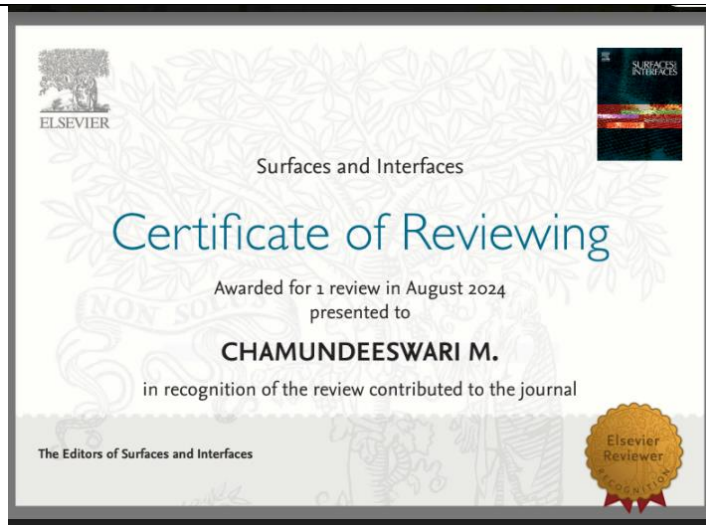 ELSEVIER
SURFACES AND
INTERFACES
Surfaces and Interfaces
Certificate of Reviewing
Awarded for 1 review in August 2024
presented to
CHAMUNDEESWARI M.
in recognition of the review contributed to the journal
NON SOLUS
The Editors of Surfaces and Interfaces
Elsevier
Reviewer
RECOGNITION